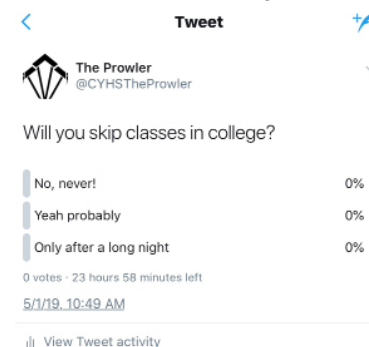 Tweet
The Prowler
@CYHSTheProwler
Will you skip classes in college?
No, never! 0%
Yeah probably 0%
Only after a long night 0%
0 votes · 23 hours 58 minutes left
5/1/19, 10:49 AM
View Tweet activity